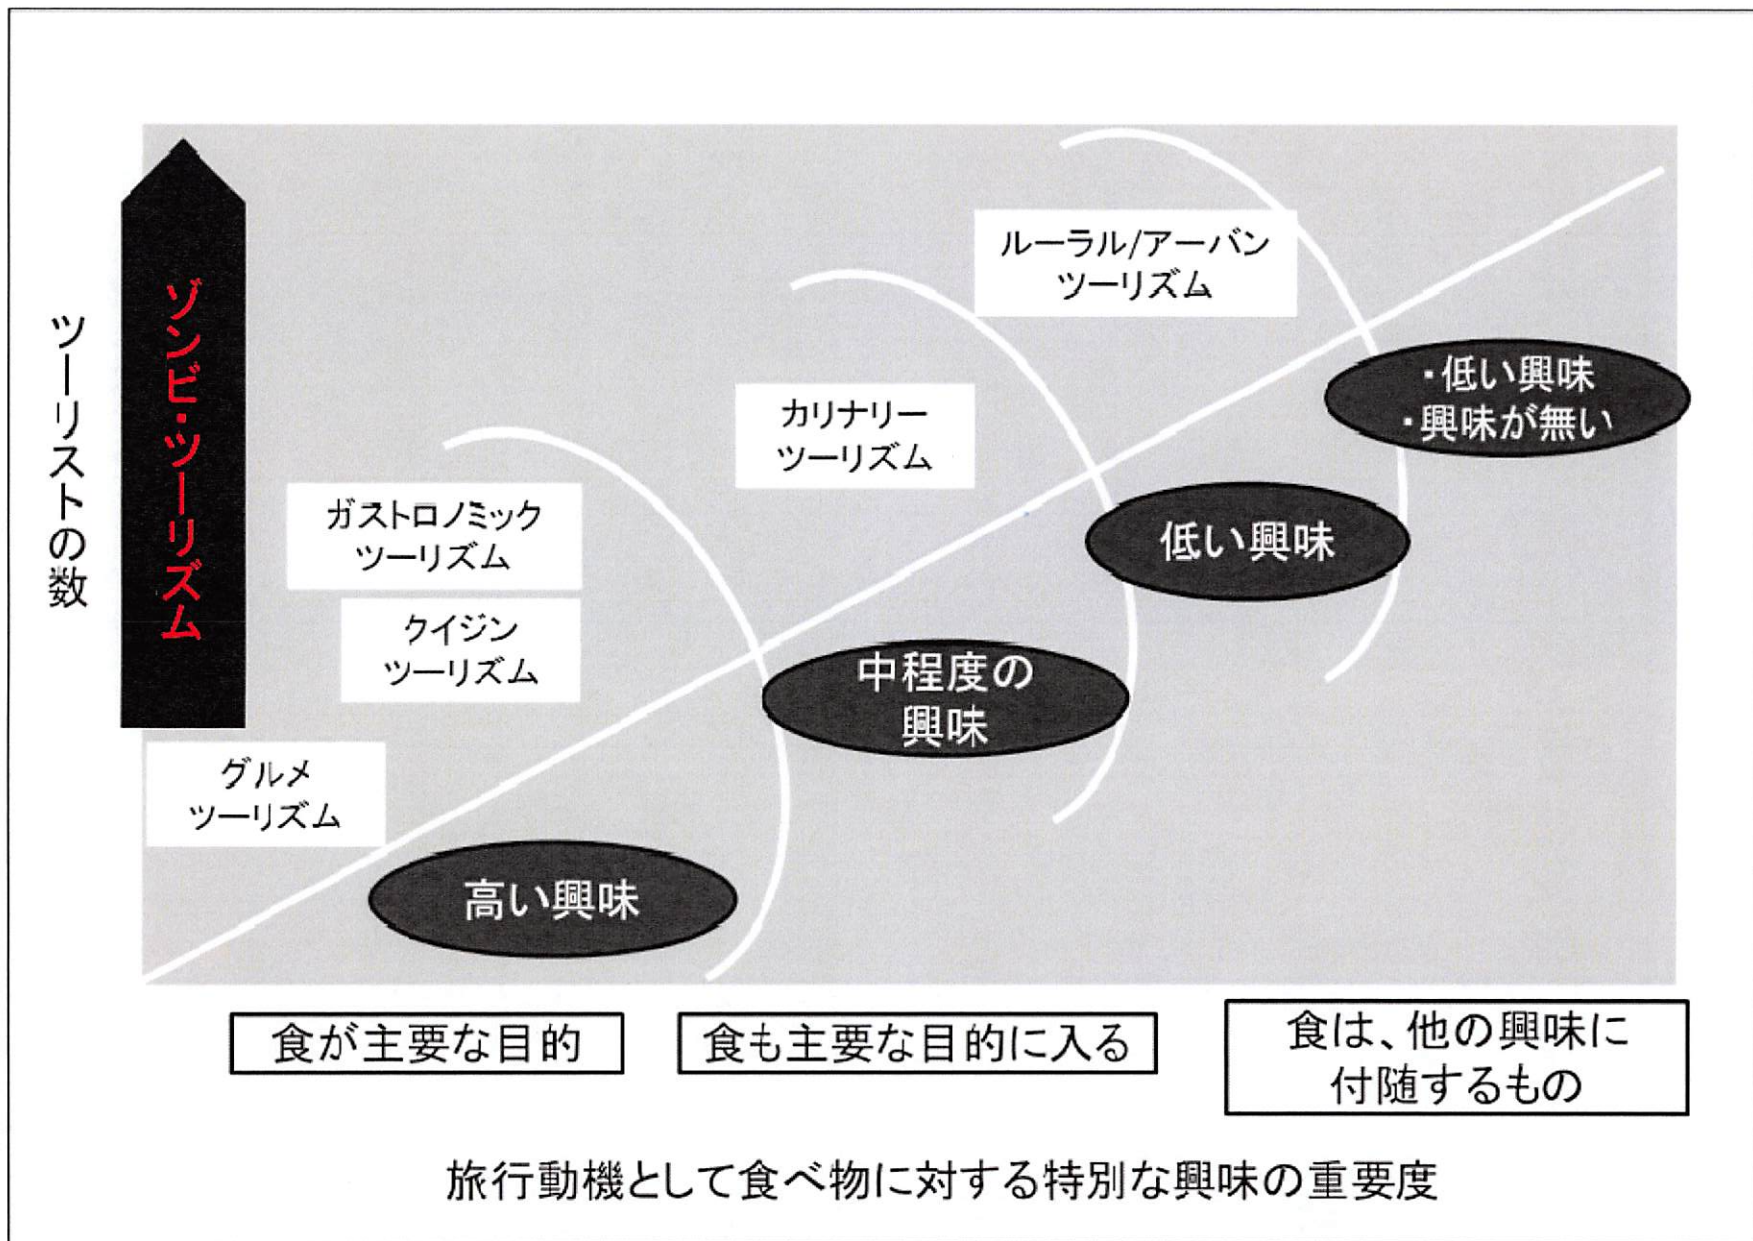 ツーリストの数
ゾンビ・ツーリズム
ルーラル/アーバン
ツーリズム
・低い興味
・興味が無い
カリナリー
ツーリズム
低い興味
ガストロノミック
ツーリズム
クイジン
ツーリズム
中程度の
興味
グルメ
ツーリズム
高い興味
食が主要な目的
食も主要な目的に入る
食は、他の興味に
付随するもの
旅行動機として食べ物に対する特別な興味の重要度